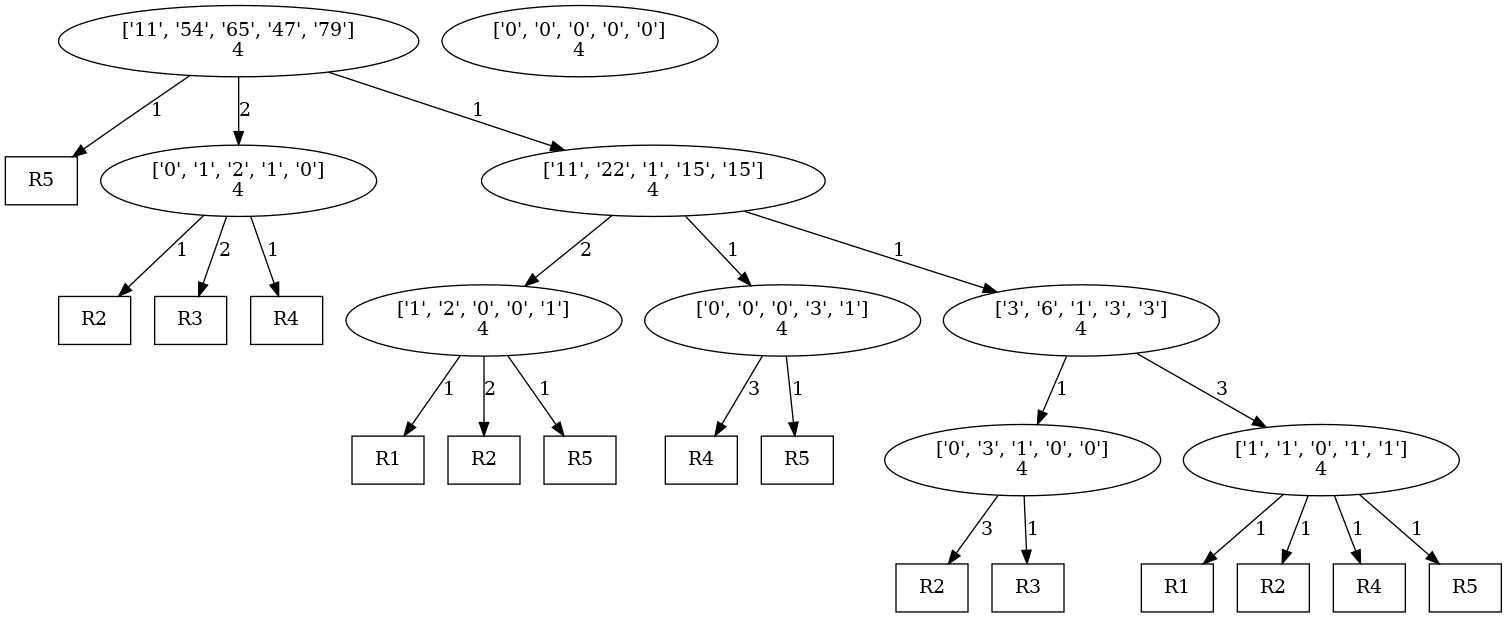 ['11', '54', '65', '47', '79']
4
['0', '0', '0', '0', '0']
4
1
2
1
R5
['0', '1', '2', '1', '0']
4
['11', '22', '1', '15', '15']
4
1
2
1
2
1
1
R2
R3
R4
['1', '2', '0', '0', '1']
4
['0', '0', '0', '3', '1']
4
['3', '6', '1', '3', '3']
4
1
2
1
3
1
1
3
R1
R2
R5
R4
R5
['0', '3', '1', '0', '0']
4
['1', '1', '0', '1', '1']
4
3
1
1
1
1
1
R2
R3
R1
R2
R4
R5